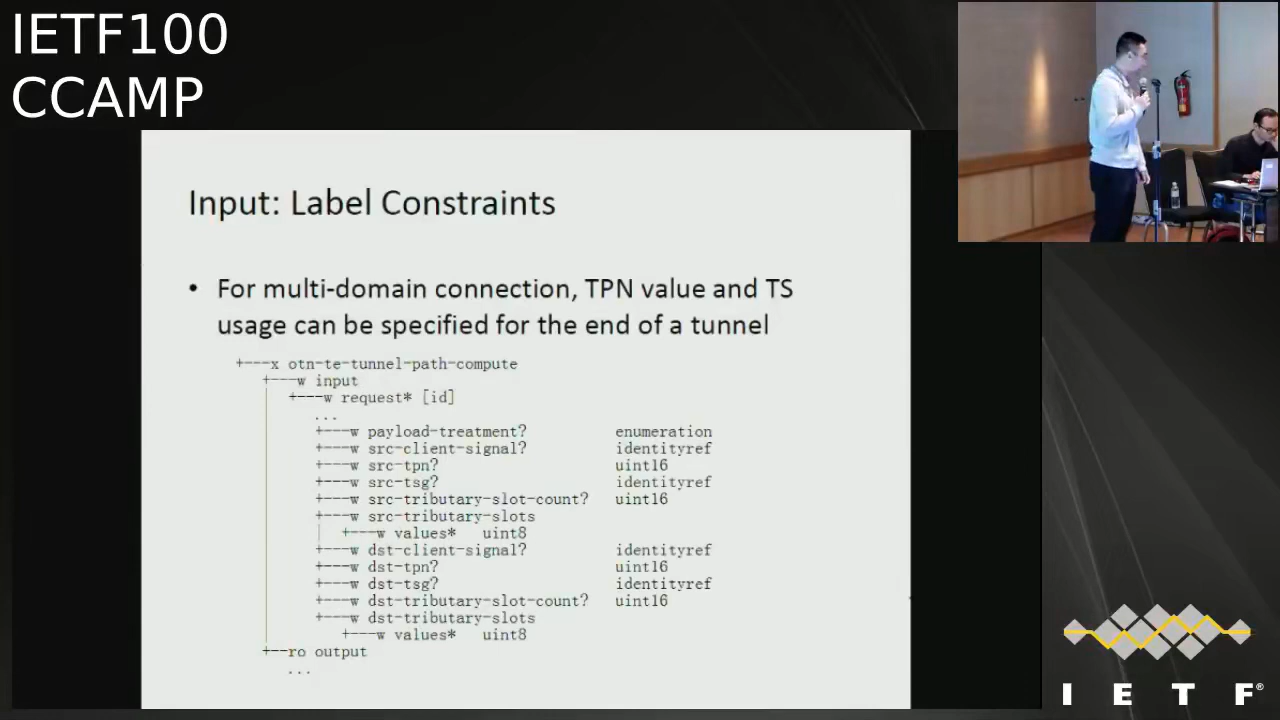 IETF100
CCAMP
Input: Label Constraints
• For multi-domain connection, TPN value and TS
usage can be specified for the end of a tunnel
+---x otn-te-tunnel-path-compute
+---w input
+---w request* [id]
...
+---w payload-treatment? enumeration
+---w src-client-signal? identityref
+---w src-tpn? uint16
+---w src-tsg? identityref
+---w src-tributary-slot-count? uint16
+---w src-tributary-slots
| +---w values* uint8
+---w dst-client-signal? identityref
+---w dst-tpn? uint16
+---w dst-tsg? identityref
+---w dst-tributary-slot-count? uint16
+---w dst-tributary-slots
+---w values* uint8
+--ro output
...
I E T F®